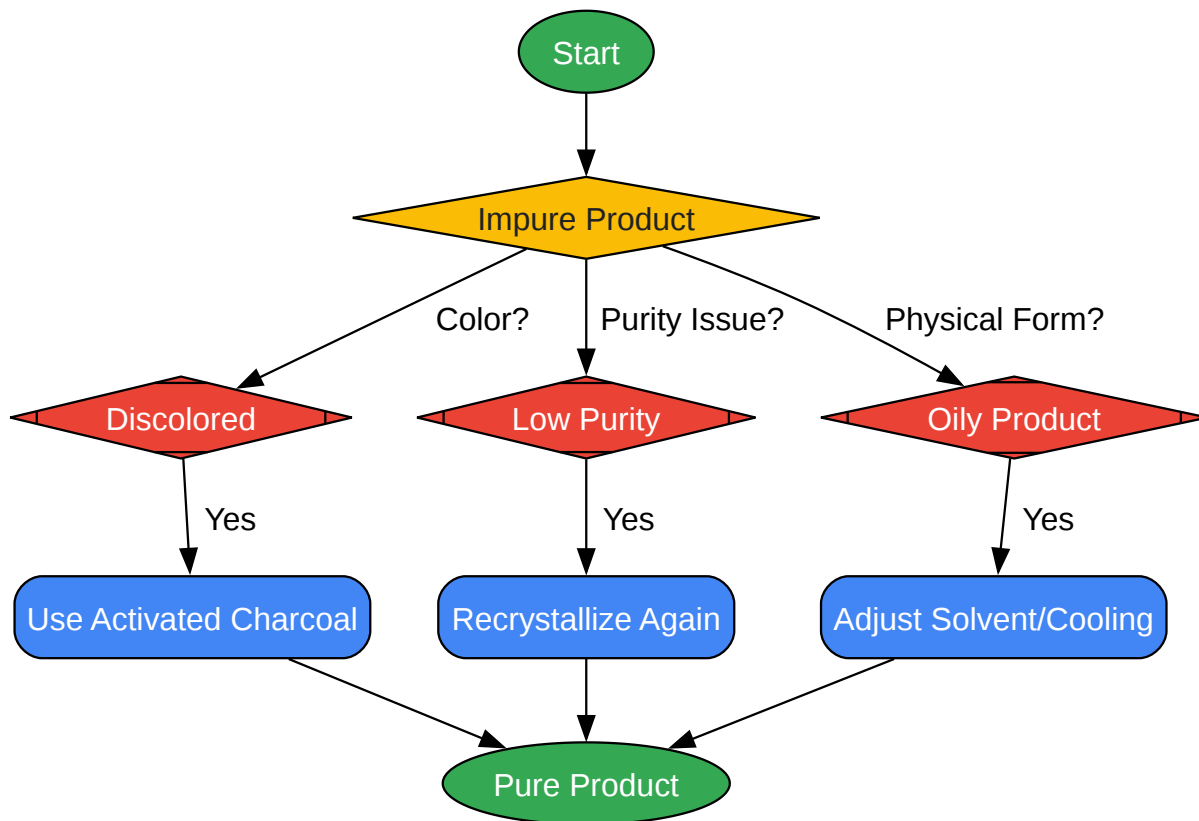 Start
Impure Product
Color?
Purity Issue?
Physical Form?
Discolored
Low Purity
Oily Product
Yes
Yes
Yes
Use Activated Charcoal
Recrystallize Again
Adjust Solvent/Cooling
Pure Product